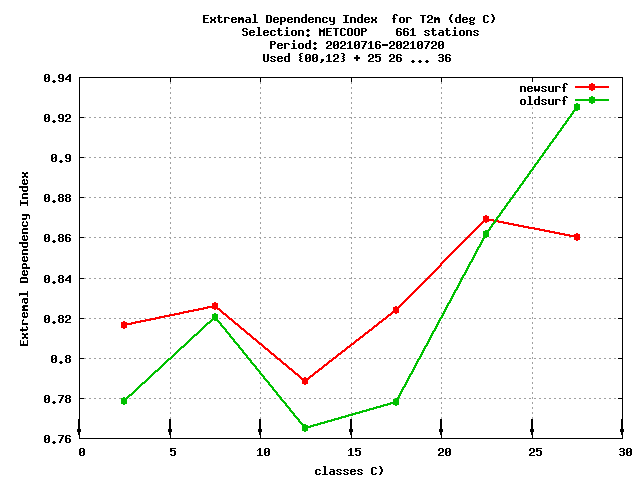 Extremal Dependency Index  for T2m (deg C)
Selection: METCOOP    661 stations
Period: 20210716-20210720
Used {00,12} + 25 26 ... 36
newsurf
oldsurf
Extremal Dependency Index
0.94
0.92
0.9
0.88
0.86
0.84
0.82
0.8
0.78
0.76
0 5 10 15 20 25 30
classes C)